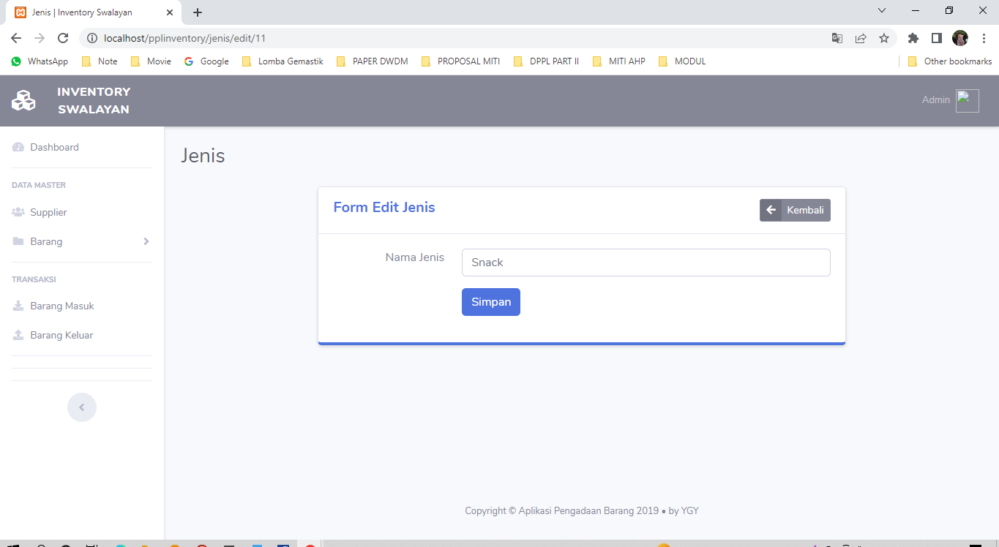 Jenis | Inventory Swalayan
localhost/pplinventory/jenis/edit/11
WhatsApp Note Movie Google Lomba Gemastik PAPER DWDM PROPOSAL MITI DPPL PART II MITI AHP MODUL Other bookmarks
INVENTORY
SWALAYAN
Admin
Dashboard
DATA MASTER
Supplier
Barang
TRANSAKSI
Barang Masuk
Barang Keluar
Jenis
Form Edit Jenis
Kembali
Nama Jenis
Snack
Simpan
Copyright © Aplikasi Pengadaan Barang 2019 • by YGY